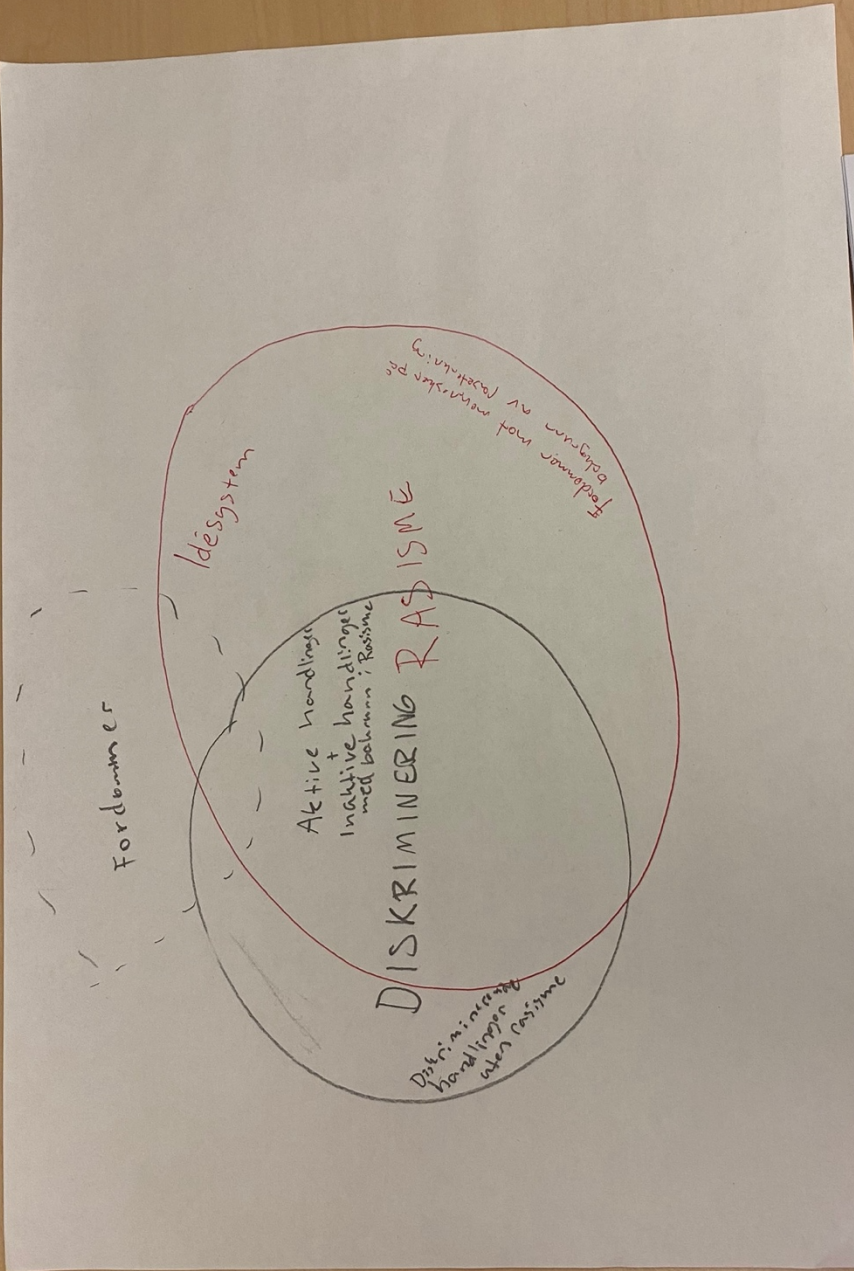 Fordommer
Idésystem
Aktive handlinger
+
Inaktive handlinger
med bakrunn i Rasisme
DISKRIMINERING RASISME
Diskriminerende
handlinger
uten rasisme
Fordommer mot mennesker på
bakgrunn av rasetenkning